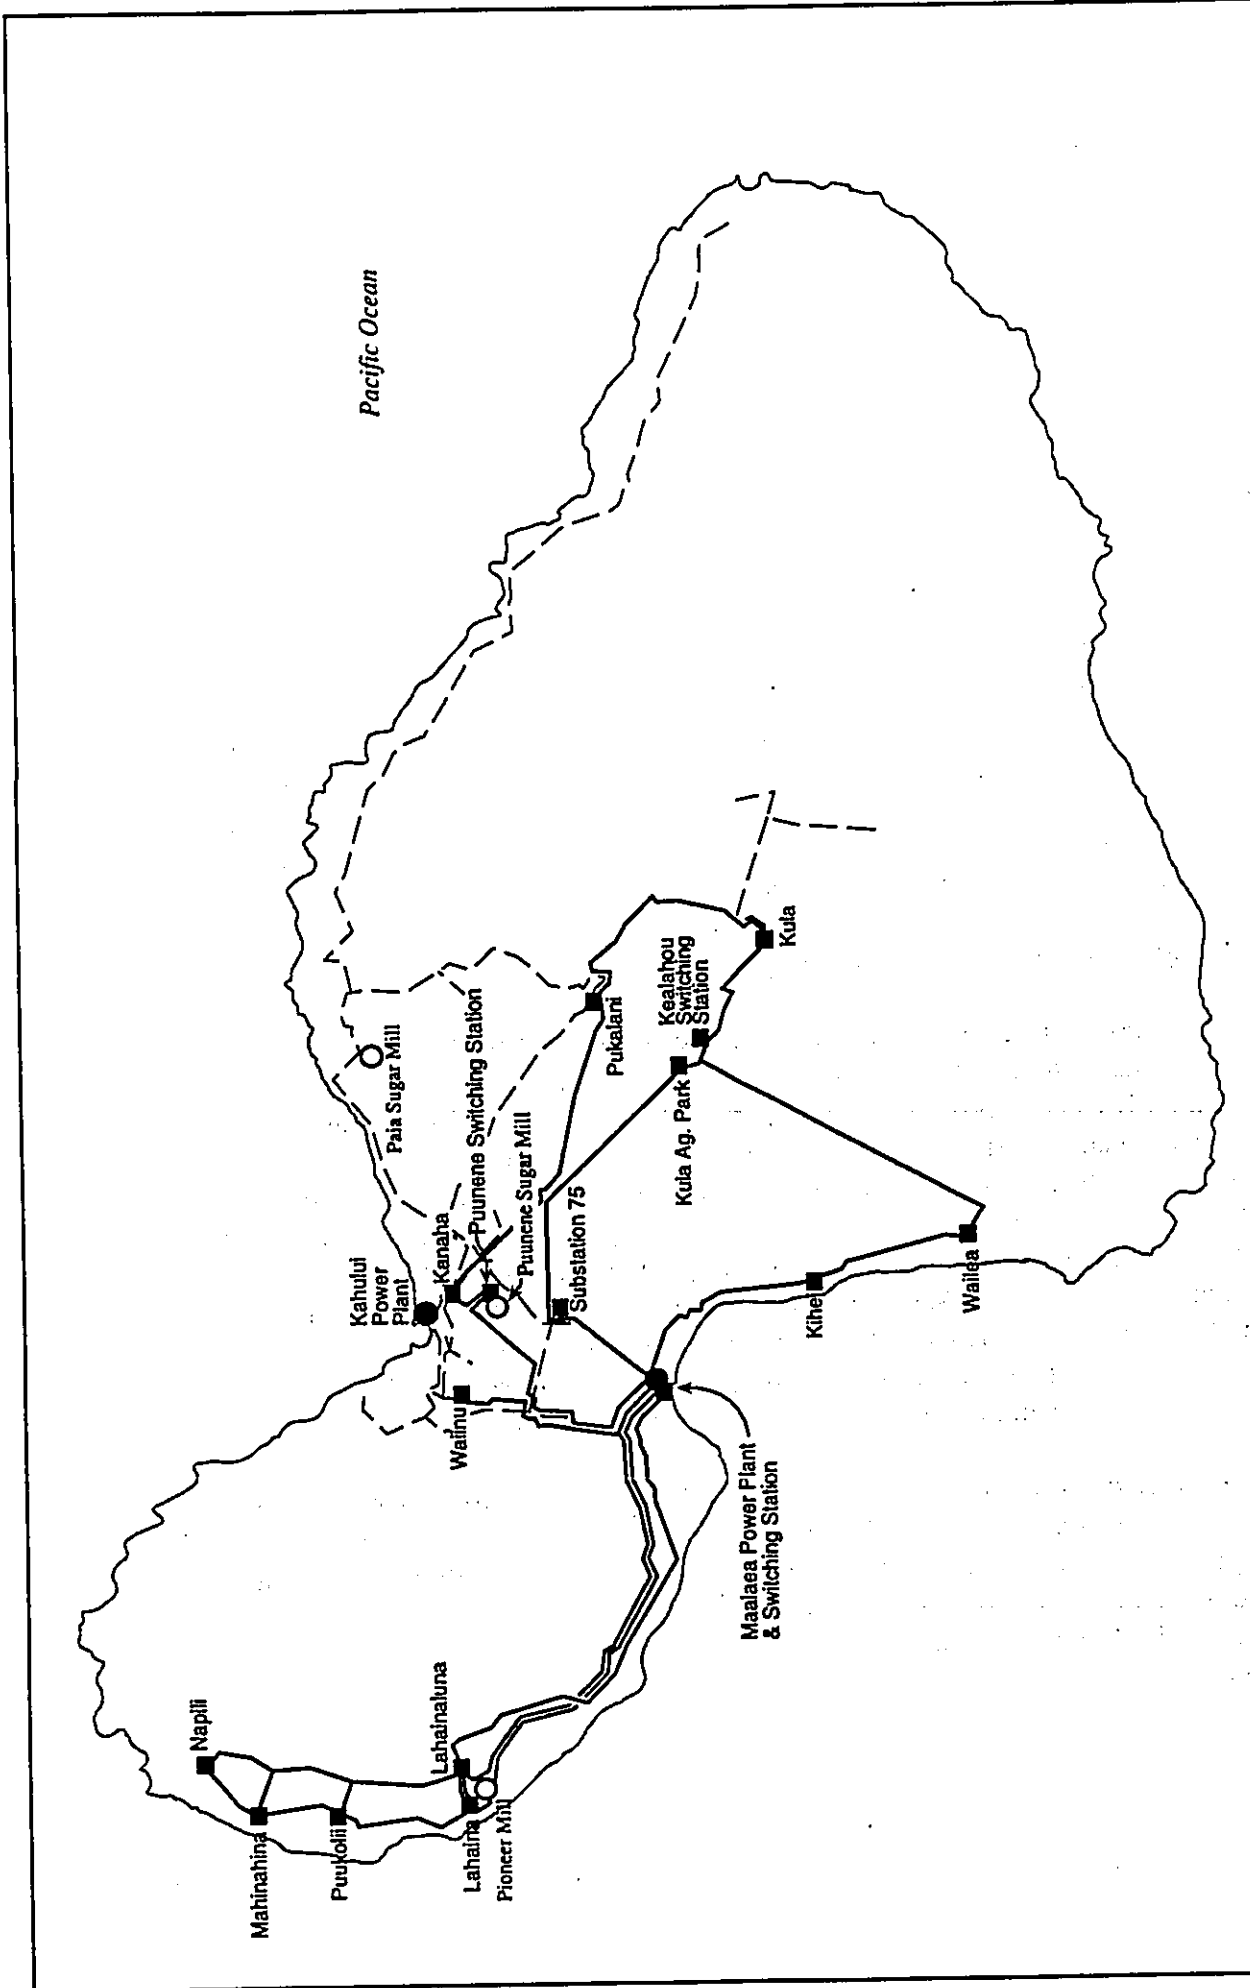 Pacific Ocean
Napili
Mahinahina
Puukolii
Lahainaluna
Lahaina
Pioneer Mill
Kahului
Power
Plant
Kanaha
Waiinu
Puunene Switching Station
Puunene Sugar Mill
Paia Sugar Mill
Substation 75
Pukalani
Kealahou
Switching
Station
Kula Ag. Park
Kula
Kihei
Wailea
Maalaea Power Plant
& Switching Station